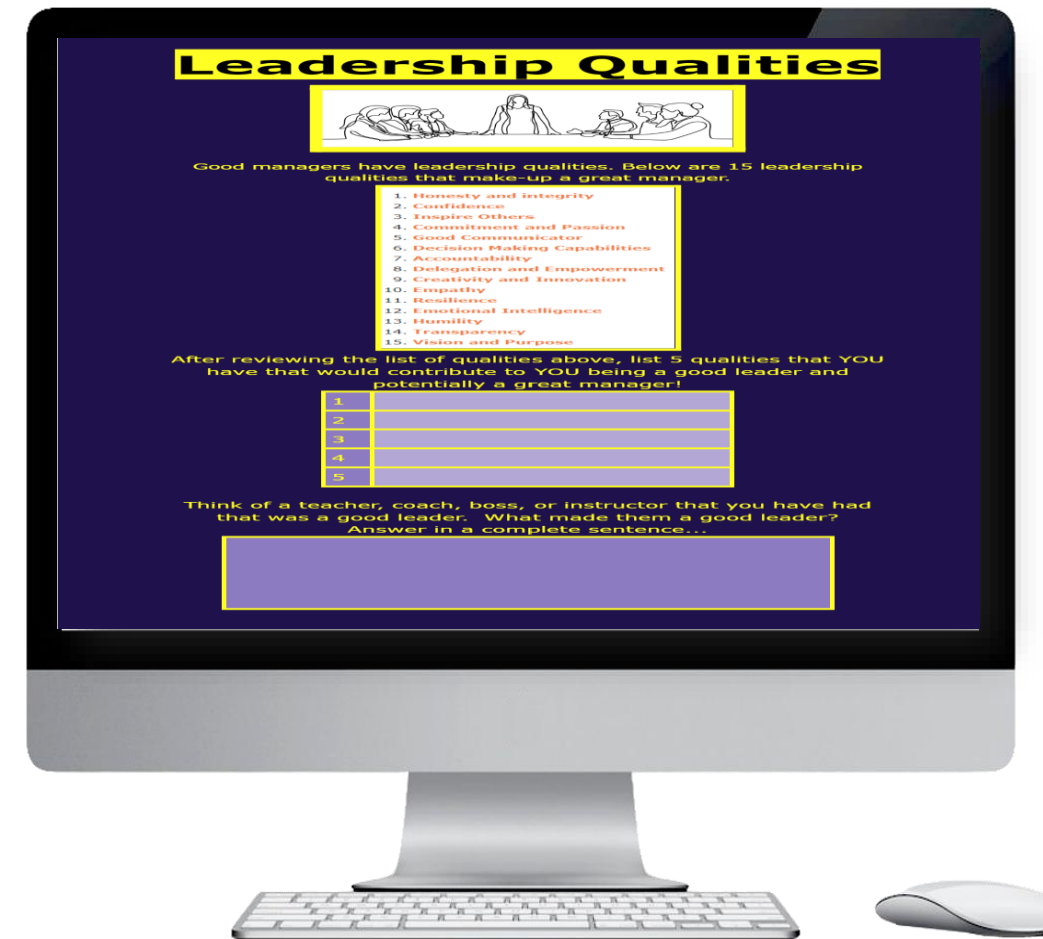 Leadership Qualities
Good managers have leadership qualities. Below are 15 leadership
qualities that make-up a great manager.
1. Honesty and integrity
2. Confidence
3. Inspire Others
4. Commitment and Passion
5. Good Communicator
6. Decision Making Capabilities
7. Accountability
8. Delegation and Empowerment
9. Creativity and Innovation
10. Empathy
11. Resilience
12. Emotional Intelligence
13. Humility
14. Transparency
15. Vision and Purpose
After reviewing the list of qualities above, list 5 qualities that YOU
have that would contribute to YOU being a good leader and
potentially a great manager!
1
2
3
4
5
Think of a teacher, coach, boss, or instructor that you have had
that was a good leader. What made them a good leader?
Answer in a complete sentence...